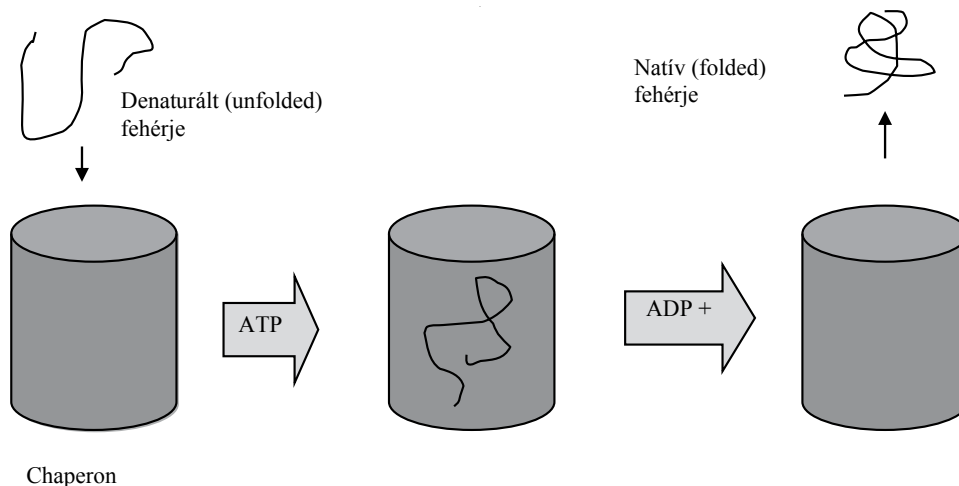 Denaturált (unfolded)
fehérje
Natív (folded)
fehérje
ATP
ADP +
Chaperon